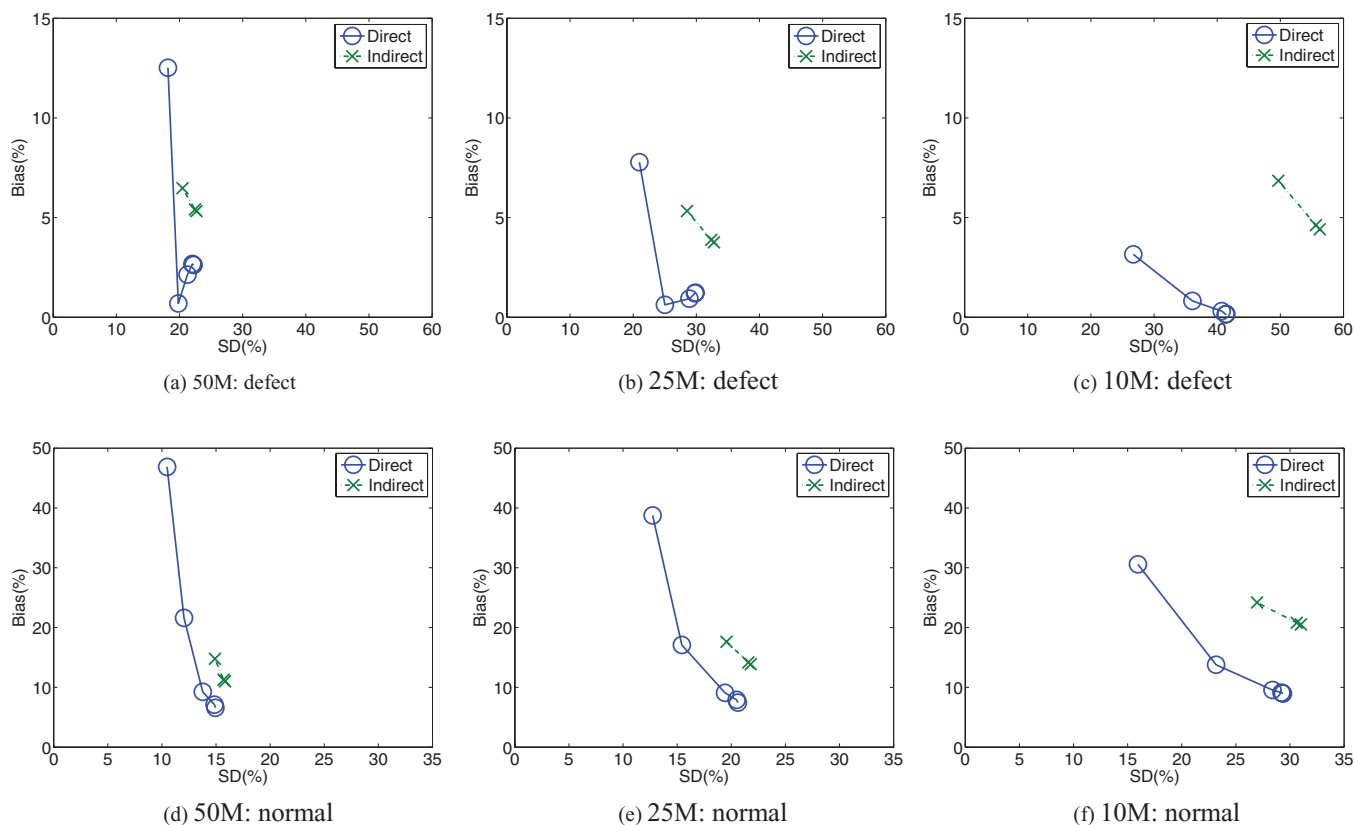 15
10
5
0
Bias(%)
0 10 20 30 40 50 60
SD(%)
Direct
Indirect
(a) 50M: defect
15
10
5
0
Bias(%)
0 10 20 30 40 50 60
SD(%)
Direct
Indirect
(b) 25M: defect
15
10
5
0
Bias(%)
0 10 20 30 40 50 60
SD(%)
Direct
Indirect
(c) 10M: defect
50
40
30
20
10
0
Bias(%)
0 5 10 15 20 25 30 35
SD(%)
Direct
Indirect
(d) 50M: normal
50
40
30
20
10
0
Bias(%)
0 5 10 15 20 25 30 35
SD(%)
Direct
Indirect
(e) 25M: normal
50
40
30
20
10
0
Bias(%)
0 5 10 15 20 25 30 35
SD(%)
Direct
Indirect
(f) 10M: normal